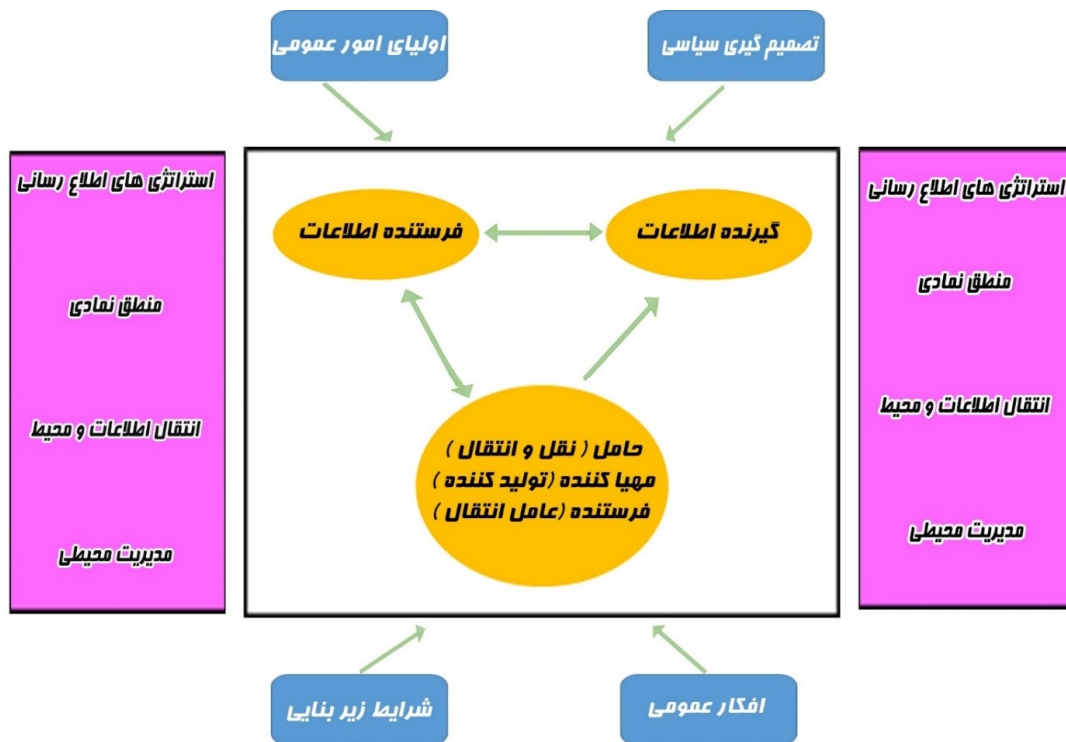 تصمیم گیری سیاسی
اولیای امور عمومی
استراتژی های اطلاع رسانی
منطق نمادی
انتقال اطلاعات و محیط
مدیریت محیطی
گیرنده اطلاعات
فرستنده اطلاعات
حامل ( نقل و انتقال )
مهیا کننده (تولید کننده )
فرستنده (عامل انتقال )
استراتژی های اطلاع رسانی
منطق نمادی
انتقال اطلاعات و محیط
مدیریت محیطی
افکار عمومی
شرایط زیر بنایی